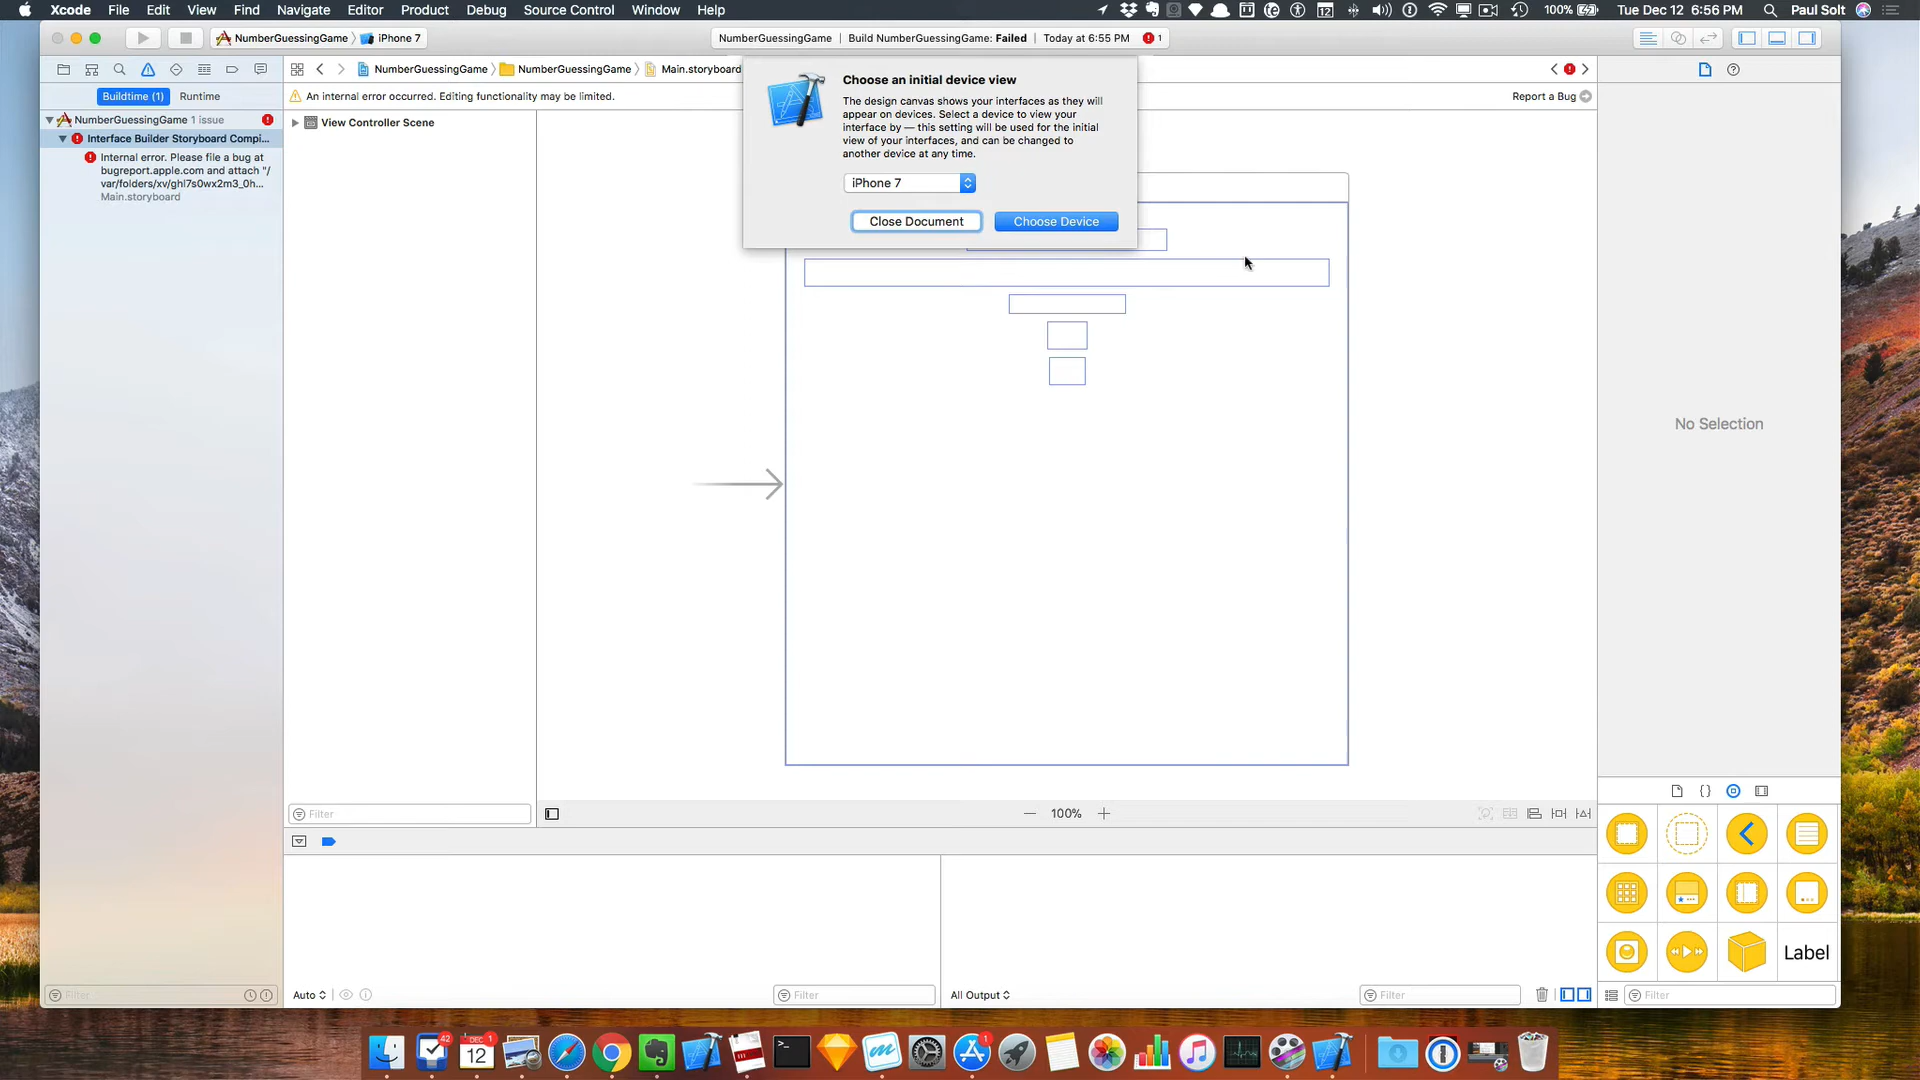 Xcode File Edit View Find Navigate Editor Product Debug Source Control Window Help
12 100% Tue Dec 12 6:56 PM Paul Solt
NumberGuessingGame iPhone 7
NumberGuessingGame | Build NumberGuessingGame: Failed | Today at 6:55 PM 1
NumberGuessingGame NumberGuessingGame Main.storyboard
Buildtime (1) Runtime
An internal error occurred. Editing functionality may be limited.
Report a Bug
NumberGuessingGame 1 issue
Interface Builder Storyboard Compi...
Internal error. Please file a bug at
bugreport.apple.com and attach "/
var/folders/xv/ghl7s0wx2m3_0h...
Main.storyboard
View Controller Scene
Choose an initial device view
The design canvas shows your interfaces as they will
appear on devices. Select a device to view your
interface by — this setting will be used for the initial
view of your interfaces, and can be changed to
another device at any time.
iPhone 7
Close Document Choose Device
No Selection
Filter
100%
{}
Label
Filter
Auto
Filter
All Output
Filter
Filter
42
DEC 1
12
1